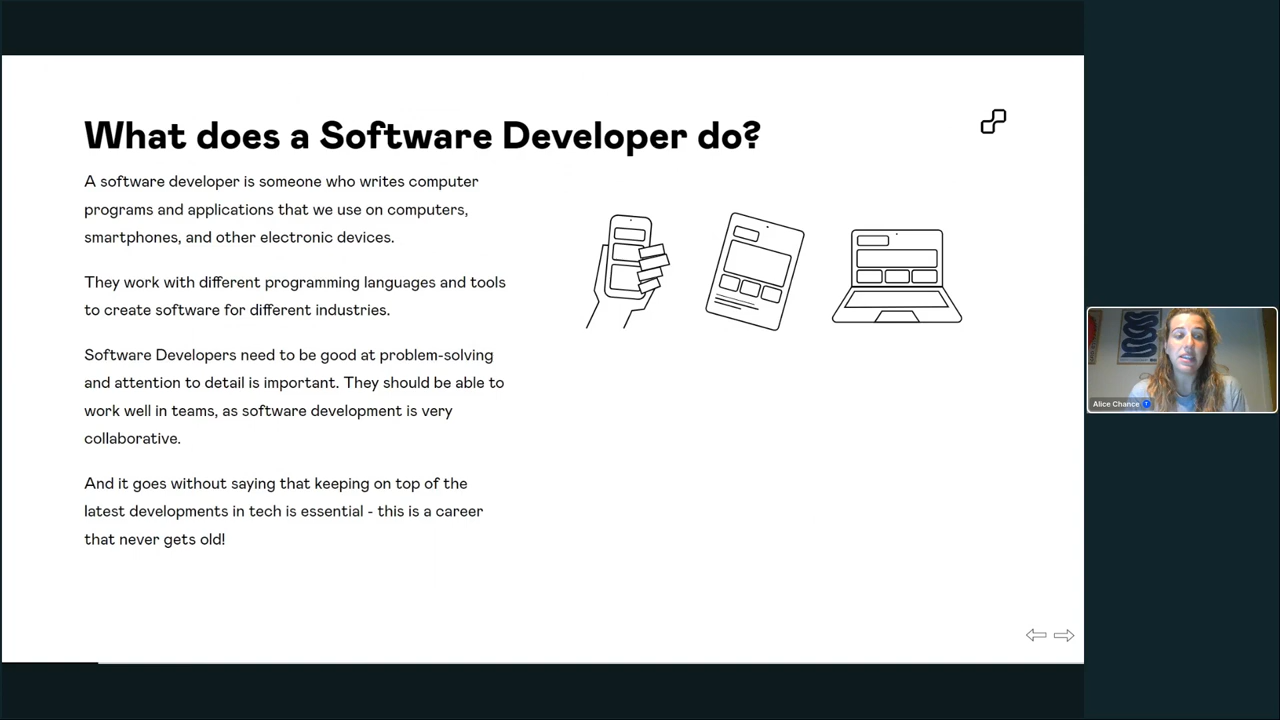 What does a Software Developer do?
A software developer is someone who writes computer
programs and applications that we use on computers,
smartphones, and other electronic devices.
They work with different programming languages and tools
to create software for different industries.
Software Developers need to be good at problem-solving
and attention to detail is important. They should be able to
work well in teams, as software development is very
collaborative.
And it goes without saying that keeping on top of the
latest developments in tech is essential - this is a career
that never gets old!
Alice Chance